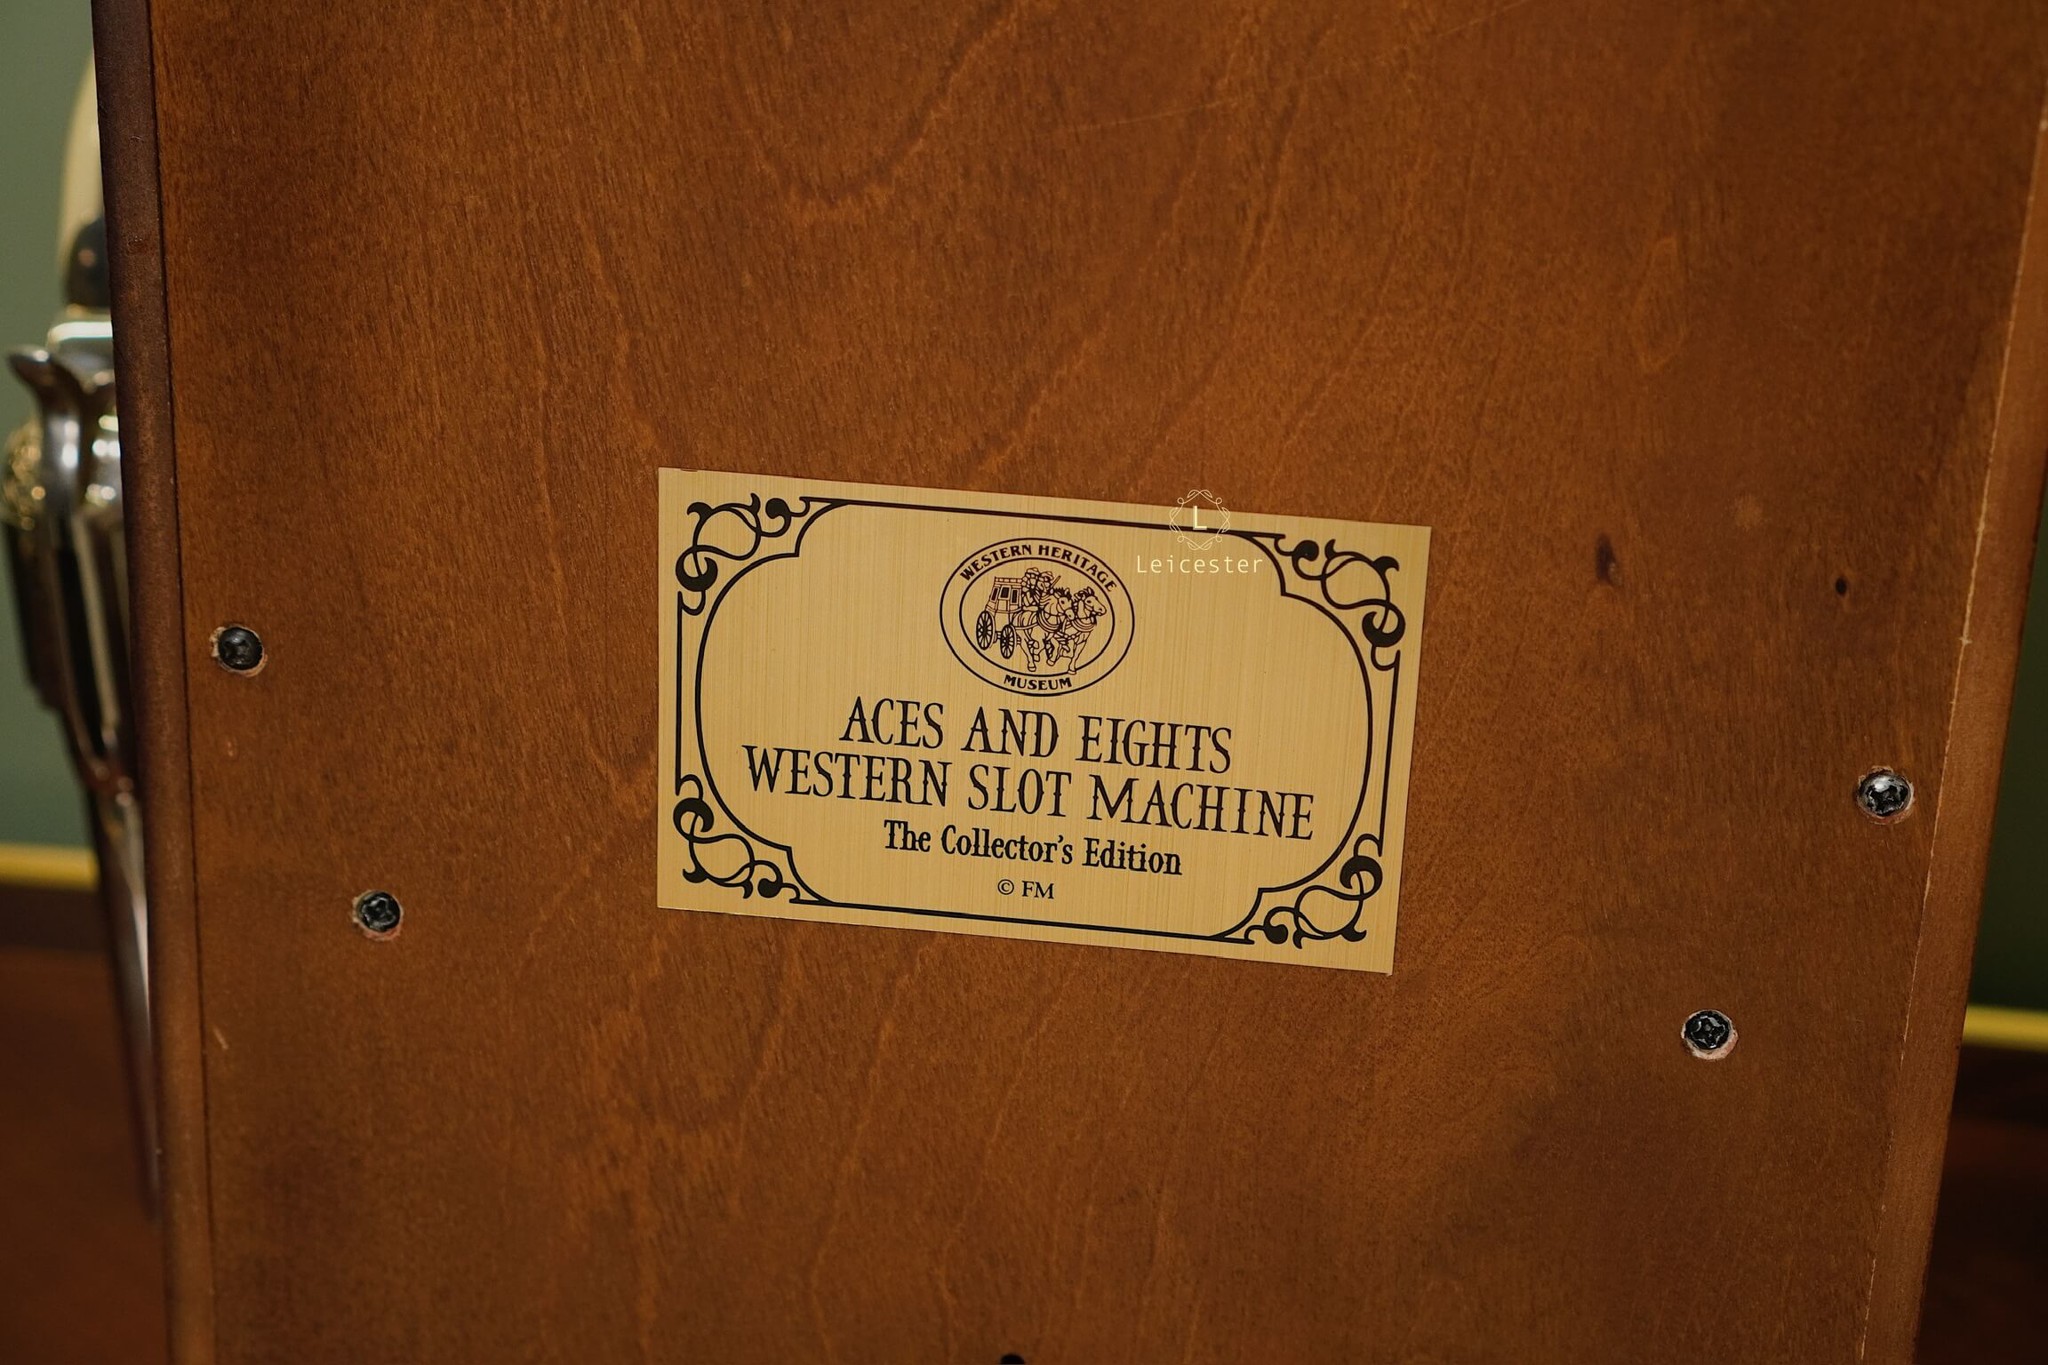 WESTERN HERITAGE
MUSEUM
L
Leicester
ACES AND EIGHTS
WESTERN SLOT MACHINE
The Collector's Edition
© FM